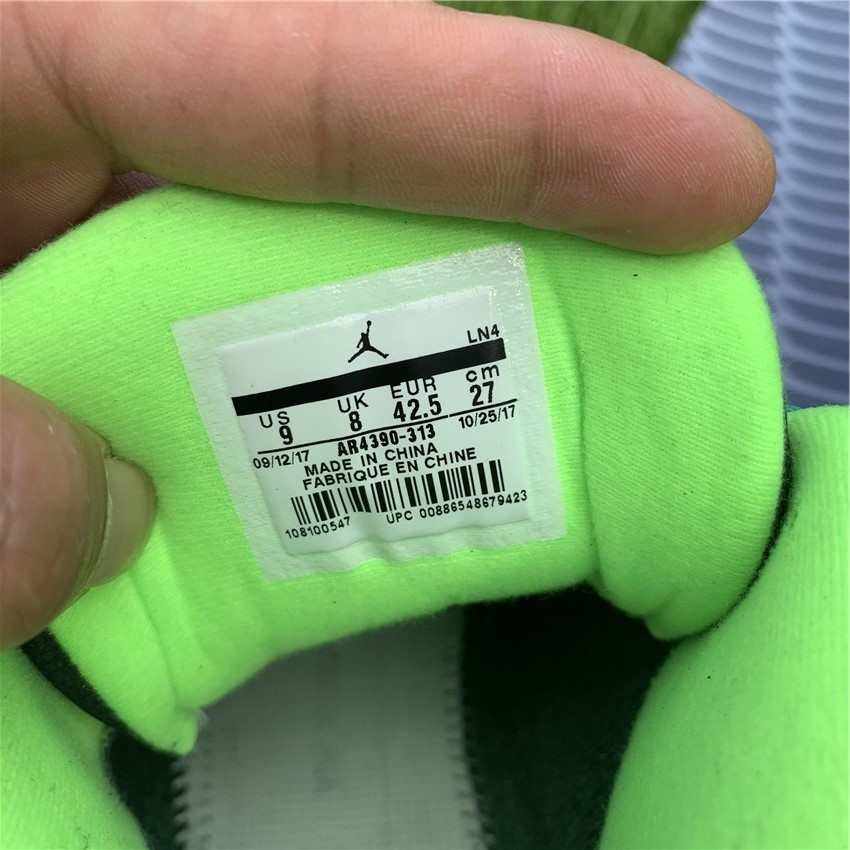 LN4
US UK EUR cm
9 8 42.5 27
09/12/17 AR4390-313 10/25/17
MADE IN CHINA
FABRIQUE EN CHINE
108100547 UPC 00886548679423